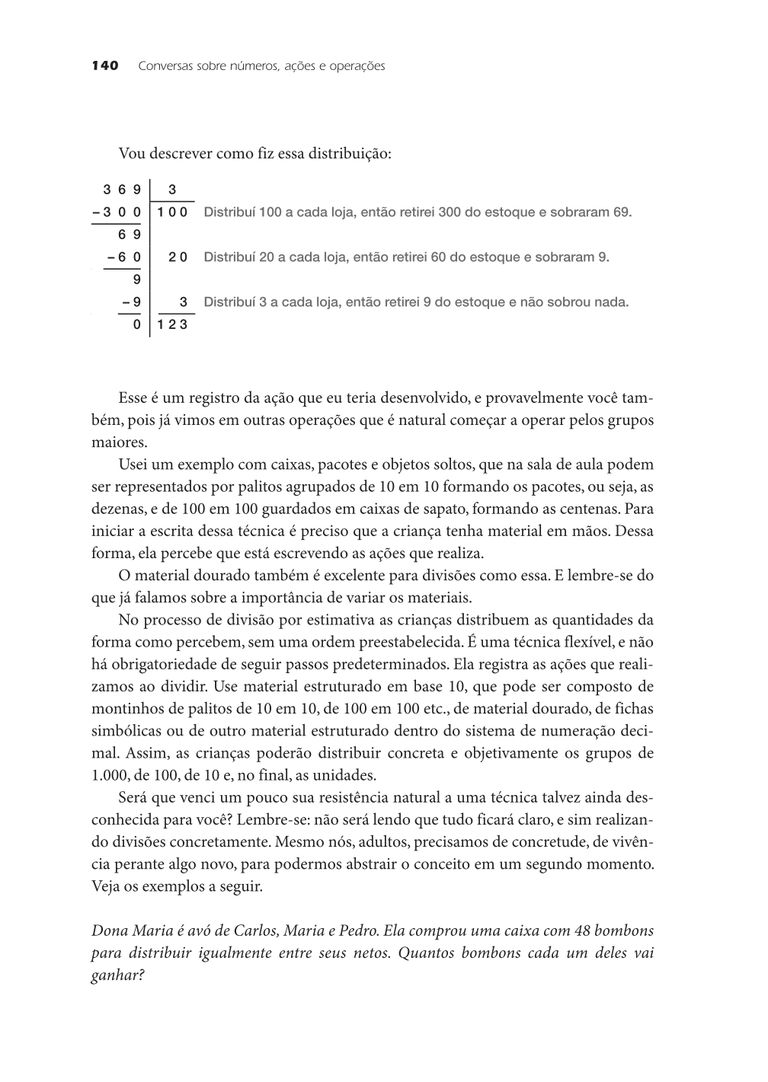 140 Conversas sobre números, ações e operações
Vou descrever como fiz essa distribuição:
3 6 9 3
– 3 0 0 1 0 0 Distribuí 100 a cada loja, então retirei 300 do estoque e sobraram 69.
6 9
– 6 0 2 0 Distribuí 20 a cada loja, então retirei 60 do estoque e sobraram 9.
9
– 9 3 Distribuí 3 a cada loja, então retirei 9 do estoque e não sobrou nada.
0 1 2 3
Esse é um registro da ação que eu teria desenvolvido, e provavelmente você tam-
bém, pois já vimos em outras operações que é natural começar a operar pelos grupos
maiores.
Usei um exemplo com caixas, pacotes e objetos soltos, que na sala de aula podem
ser representados por palitos agrupados de 10 em 10 formando os pacotes, ou seja, as
dezenas, e de 100 em 100 guardados em caixas de sapato, formando as centenas. Para
iniciar a escrita dessa técnica é preciso que a criança tenha material em mãos. Dessa
forma, ela percebe que está escrevendo as ações que realiza.
O material dourado também é excelente para divisões como essa. E lembre-se do
que já falamos sobre a importância de variar os materiais.
No processo de divisão por estimativa as crianças distribuem as quantidades da
forma como percebem, sem uma ordem preestabelecida. É uma técnica flexível, e não
há obrigatoriedade de seguir passos predeterminados. Ela registra as ações que reali-
zamos ao dividir. Use material estruturado em base 10, que pode ser composto de
montinhos de palitos de 10 em 10, de 100 em 100 etc., de material dourado, de fichas
simbólicas ou de outro material estruturado dentro do sistema de numeração deci-
mal. Assim, as crianças poderão distribuir concreta e objetivamente os grupos de
1.000, de 100, de 10 e, no final, as unidades.
Será que venci um pouco sua resistência natural a uma técnica talvez ainda des-
conhecida para você? Lembre-se: não será lendo que tudo ficará claro, e sim realizan-
do divisões concretamente. Mesmo nós, adultos, precisamos de concretude, de vivên-
cia perante algo novo, para podermos abstrair o conceito em um segundo momento.
Veja os exemplos a seguir.
Dona Maria é avó de Carlos, Maria e Pedro. Ela comprou uma caixa com 48 bombons
para distribuir igualmente entre seus netos. Quantos bombons cada um deles vai
ganhar?